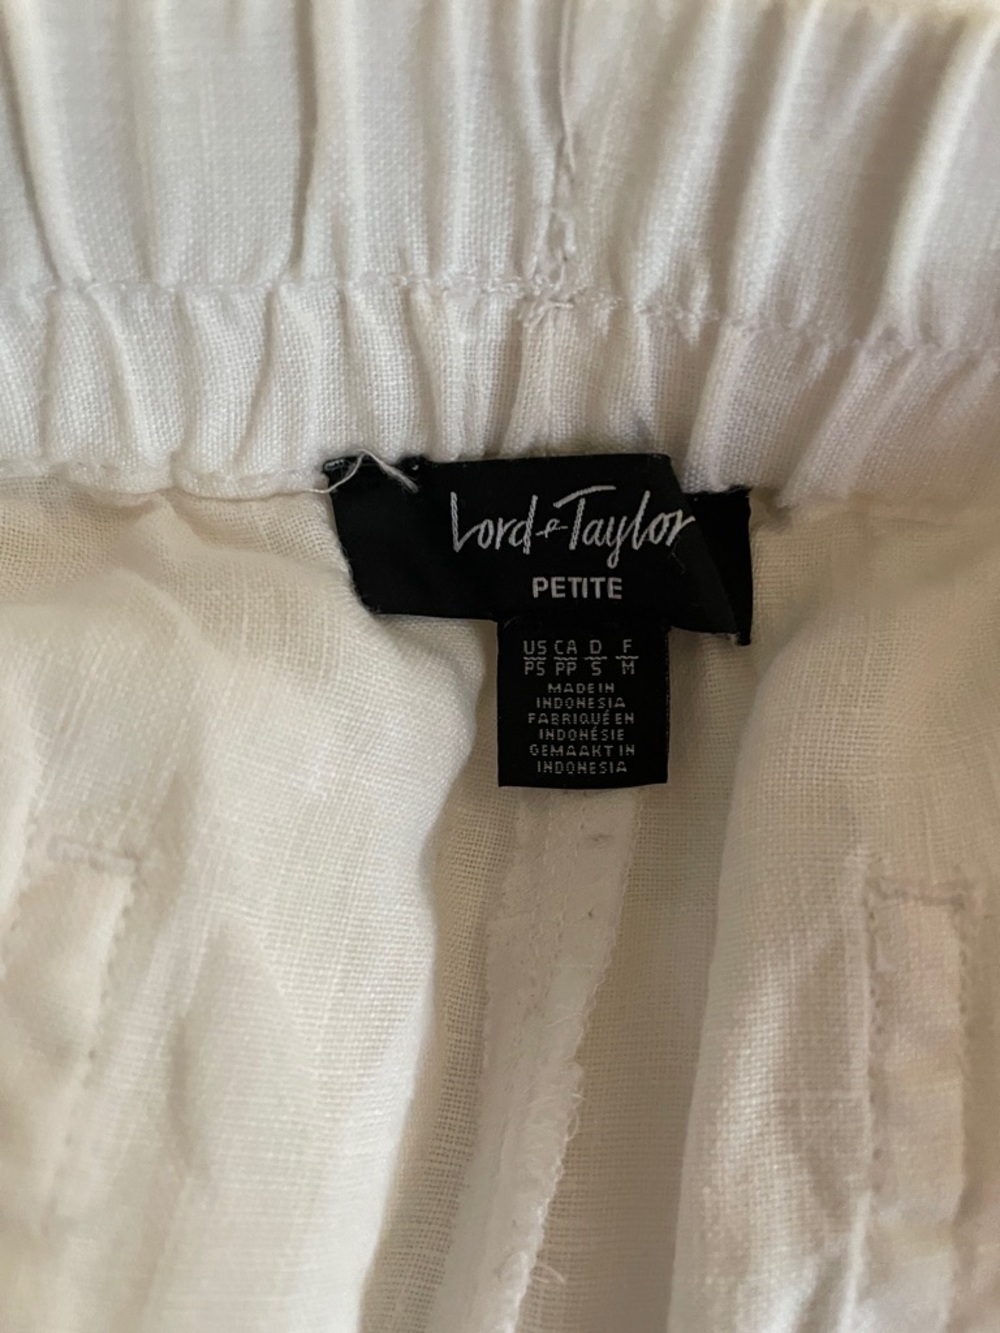 Lord & Taylor
PETITE
US CA D F
PS PP S M
MADE IN
INDONESIA
FABRIQUÉ EN
INDONÉSIE
GEMAAKT IN
INDONESIA